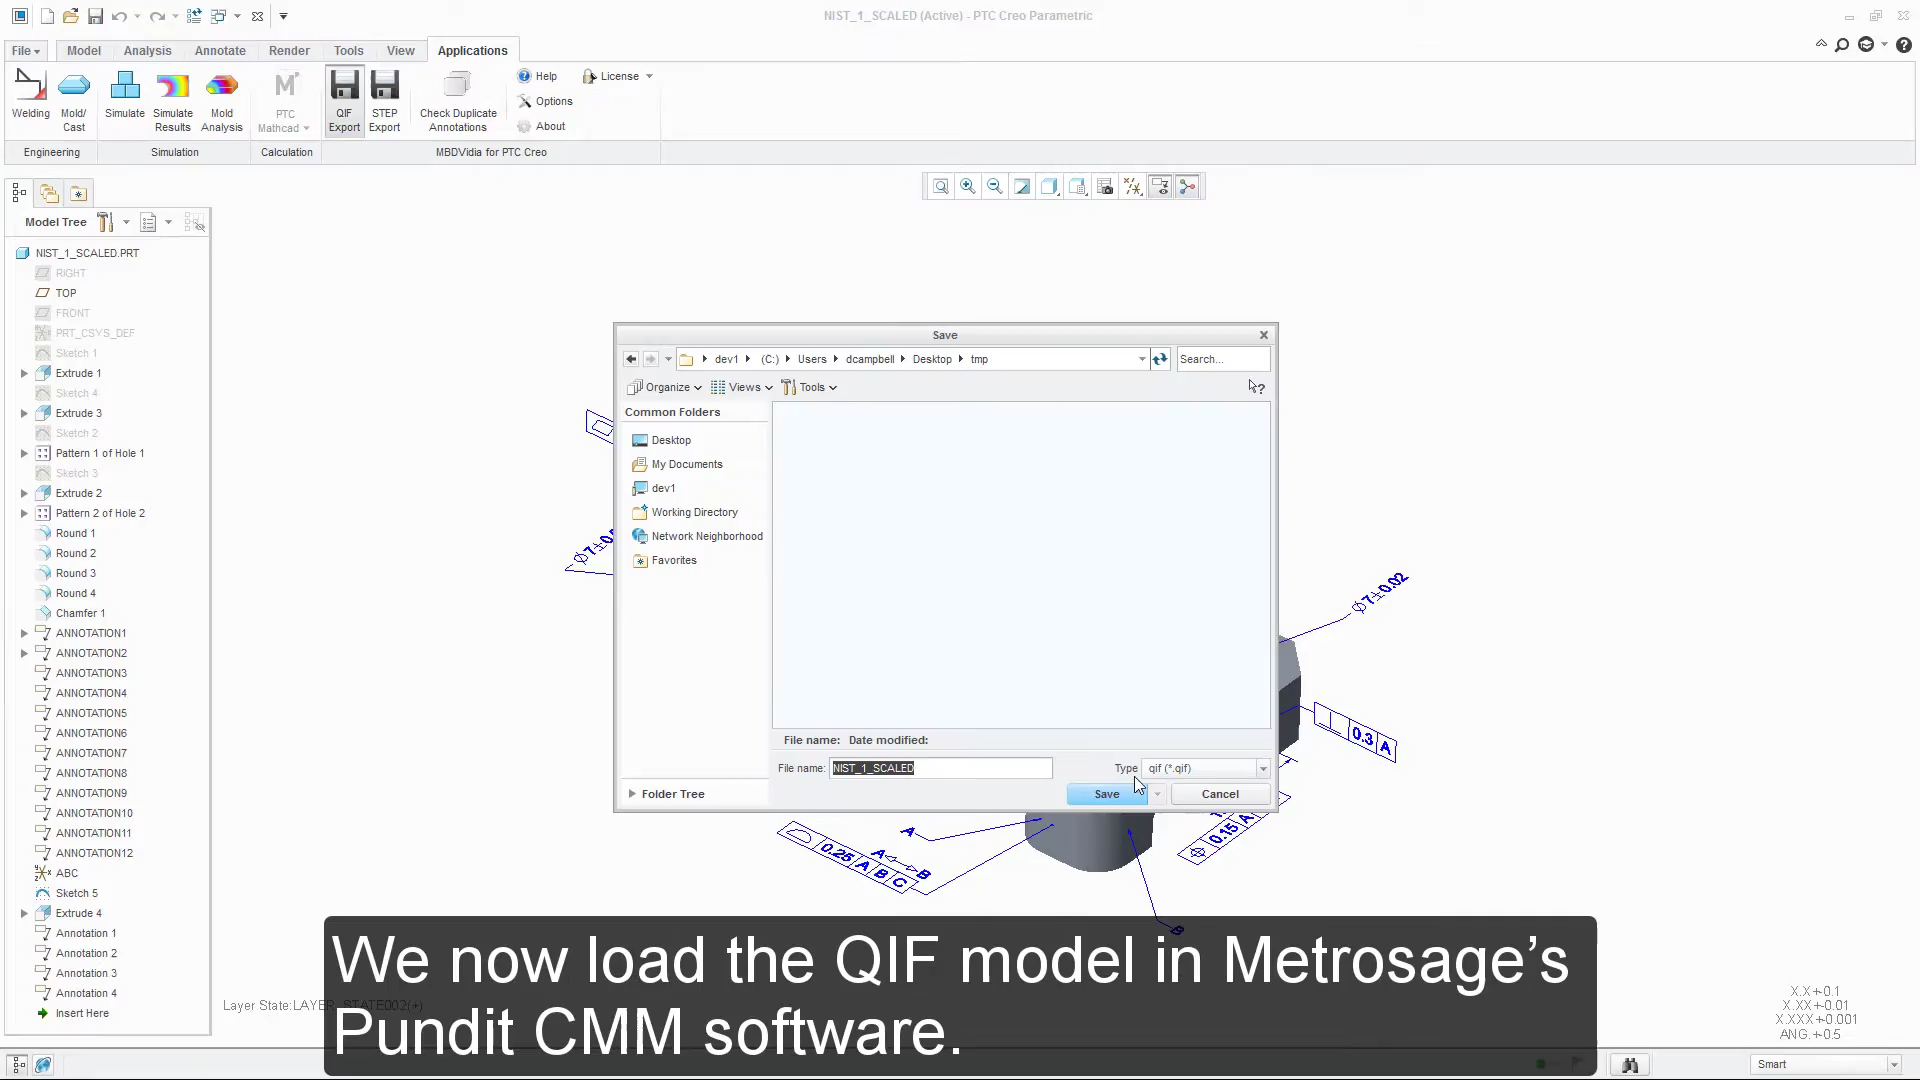 NIST_1_SCALED (Active) - PTC Creo Parametric
File Model Analysis Annotate Render Tools View Applications
Welding
Mold/
Cast
Simulate
Simulate
Results
Mold
Analysis
PTC
Mathcad
QIF
Export
STEP
Export
Check Duplicate
Annotations
Help
License
Options
About
Engineering
Simulation
Calculation
MBDVidia for PTC Creo
Model Tree
NIST_1_SCALED.PRT
RIGHT
TOP
FRONT
PRT_CSYS_DEF
Sketch 1
Extrude 1
Sketch 4
Extrude 3
Sketch 2
Pattern 1 of Hole 1
Sketch 3
Extrude 2
Pattern 2 of Hole 2
Round 1
Round 2
Round 3
Round 4
Chamfer 1
ANNOTATION1
ANNOTATION2
ANNOTATION3
ANNOTATION4
ANNOTATION5
ANNOTATION6
ANNOTATION7
ANNOTATION8
ANNOTATION9
ANNOTATION10
ANNOTATION11
ANNOTATION12
ABC
Sketch 5
Extrude 4
Annotation 1
Annotation 2
Annotation 3
Annotation 4
Insert Here
Save
dev1 (C:) Users dcampbell Desktop tmp
Search...
Organize Views Tools
Common Folders
Desktop
My Documents
dev1
Working Directory
Network Neighborhood
Favorites
Folder Tree
File name: Date modified:
File name: NIST_1_SCALED
Type qif (*.qif)
Save
Cancel
∅7±0.02
0.3 A
0.15 A
A
A↔B
0.25 A B C
B
Layer State:LAYER_STATE002(+)
We now load the QIF model in Metrosage’s
Pundit CMM software.
X.X+-0.1
X.XX+-0.01
X.XXX+-0.001
ANG.+-0.5
Smart